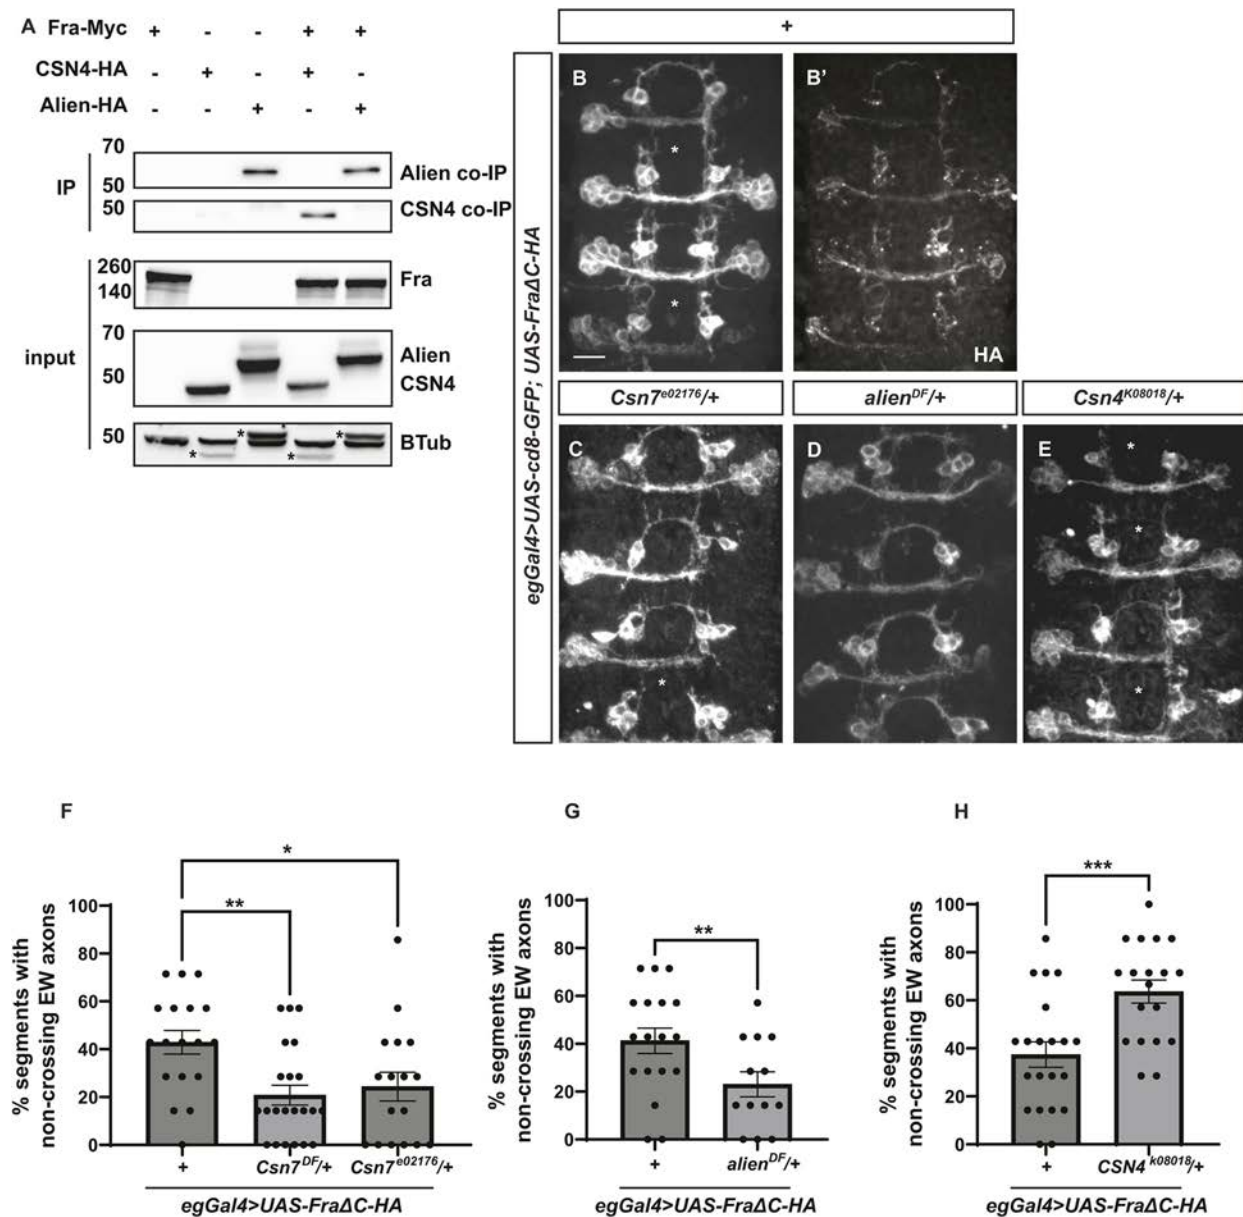 A Fra-Myc + - - + +
CSN4-HA - + - + -
Alien-HA - - + - +
IP
70
50
Alien co-IP
50
CSN4 co-IP
input
260
140
Fra
70
50
Alien
CSN4
50
* * * *
BTub
+
egGal4>UAS-cd8-GFP; UAS-FraΔC-HA
B
*
*
B'
HA
Csn7e02176/+
alienDF/+
Csn4K08018/+
C
*
D
E
*
*
*
F
*
**
% segments with
non-crossing EW axons
100
80
60
40
20
0
+ Csn7DF/+ Csn7e02176/+
egGal4>UAS-FraΔC-HA
G
**
% segments with
non-crossing EW axons
100
80
60
40
20
0
+ alienDF/+
egGal4>UAS-FraΔC-HA
H
***
% segments with
non-crossing EW axons
100
80
60
40
20
0
+ CSN4k08018/+
egGal4>UAS-FraΔC-HA